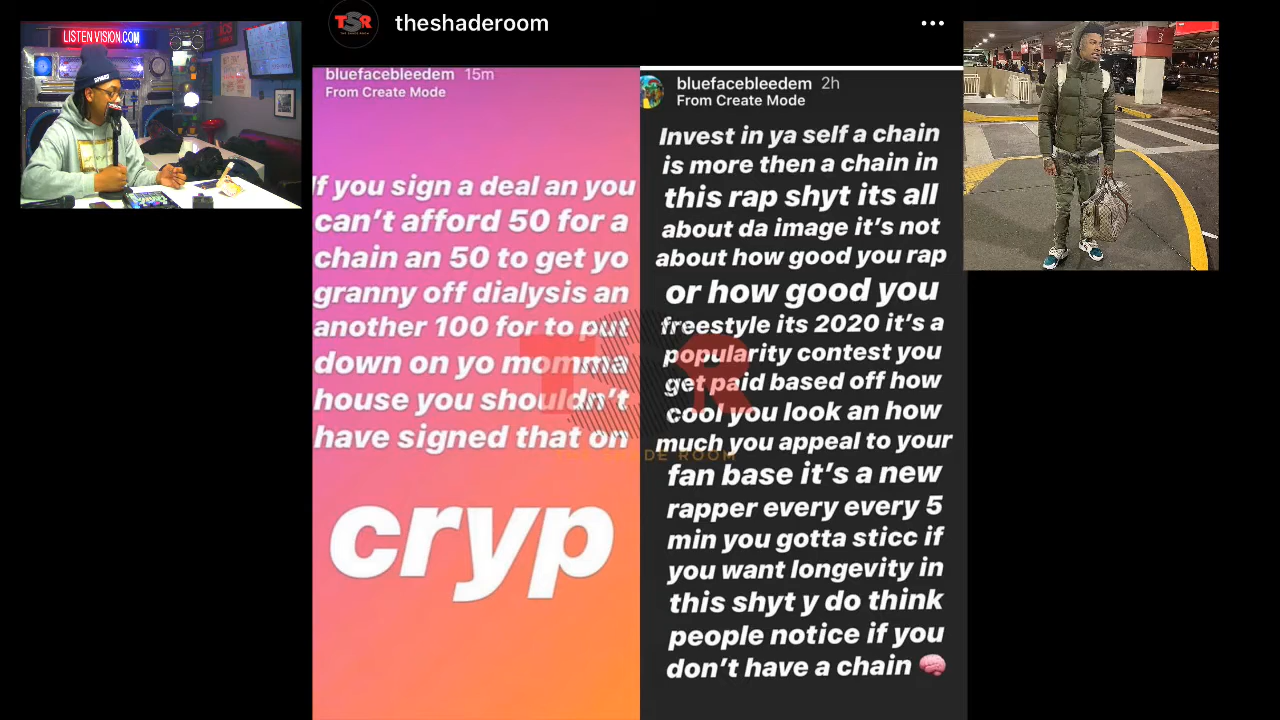 LISTEN VISION.COM
TSR
theshaderoom
bluefacebleedem 15m
From Create Mode
If you sign a deal an you
can't afford 50 for a
chain an 50 to get yo
granny off dialysis an
another 100 for to put
down on yo momma
house you shouldn't
have signed that on
cryp
bluefacebleedem 2h
From Create Mode
Invest in ya self a chain
is more then a chain in
this rap shyt its all
about da image it's not
about how good you rap
or how good you
freestyle its 2020 it's a
popularity contest you
get paid based off how
cool you look an how
much you appeal to your
fan base it's a new
rapper every every 5
min you gotta sticc if
you want longevity in
this shyt y do think
people notice if you
don't have a chain 🧠
DE ROOM
3